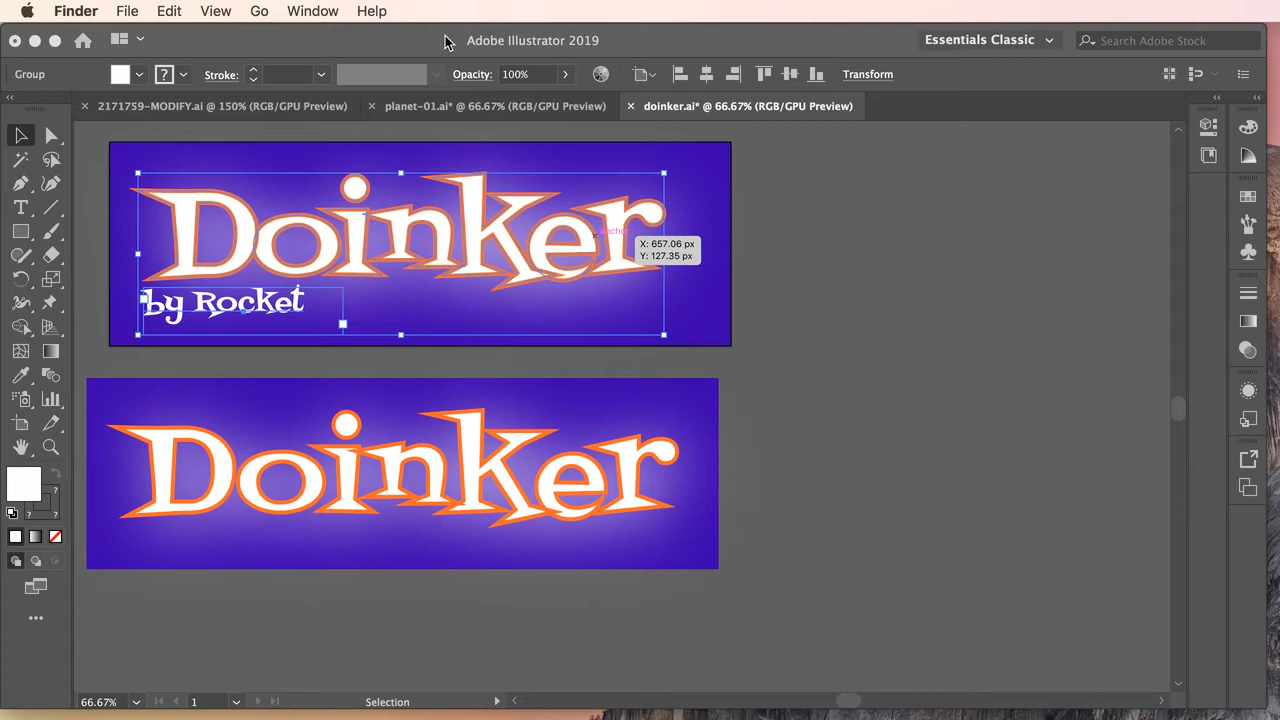 Finder File Edit View Go Window Help
Adobe Illustrator 2019
Essentials Classic
Search Adobe Stock
Group
Stroke:
Opacity: 100%
Transform
2171759-MODIFY.ai @ 150% (RGB/GPU Preview)
planet-01.ai* @ 66.67% (RGB/GPU Preview)
doinker.ai* @ 66.67% (RGB/GPU Preview)
Doinker
anchor
X: 657.06 px
Y: 127.35 px
by Rocket
Doinker
66.67%
1
Selection